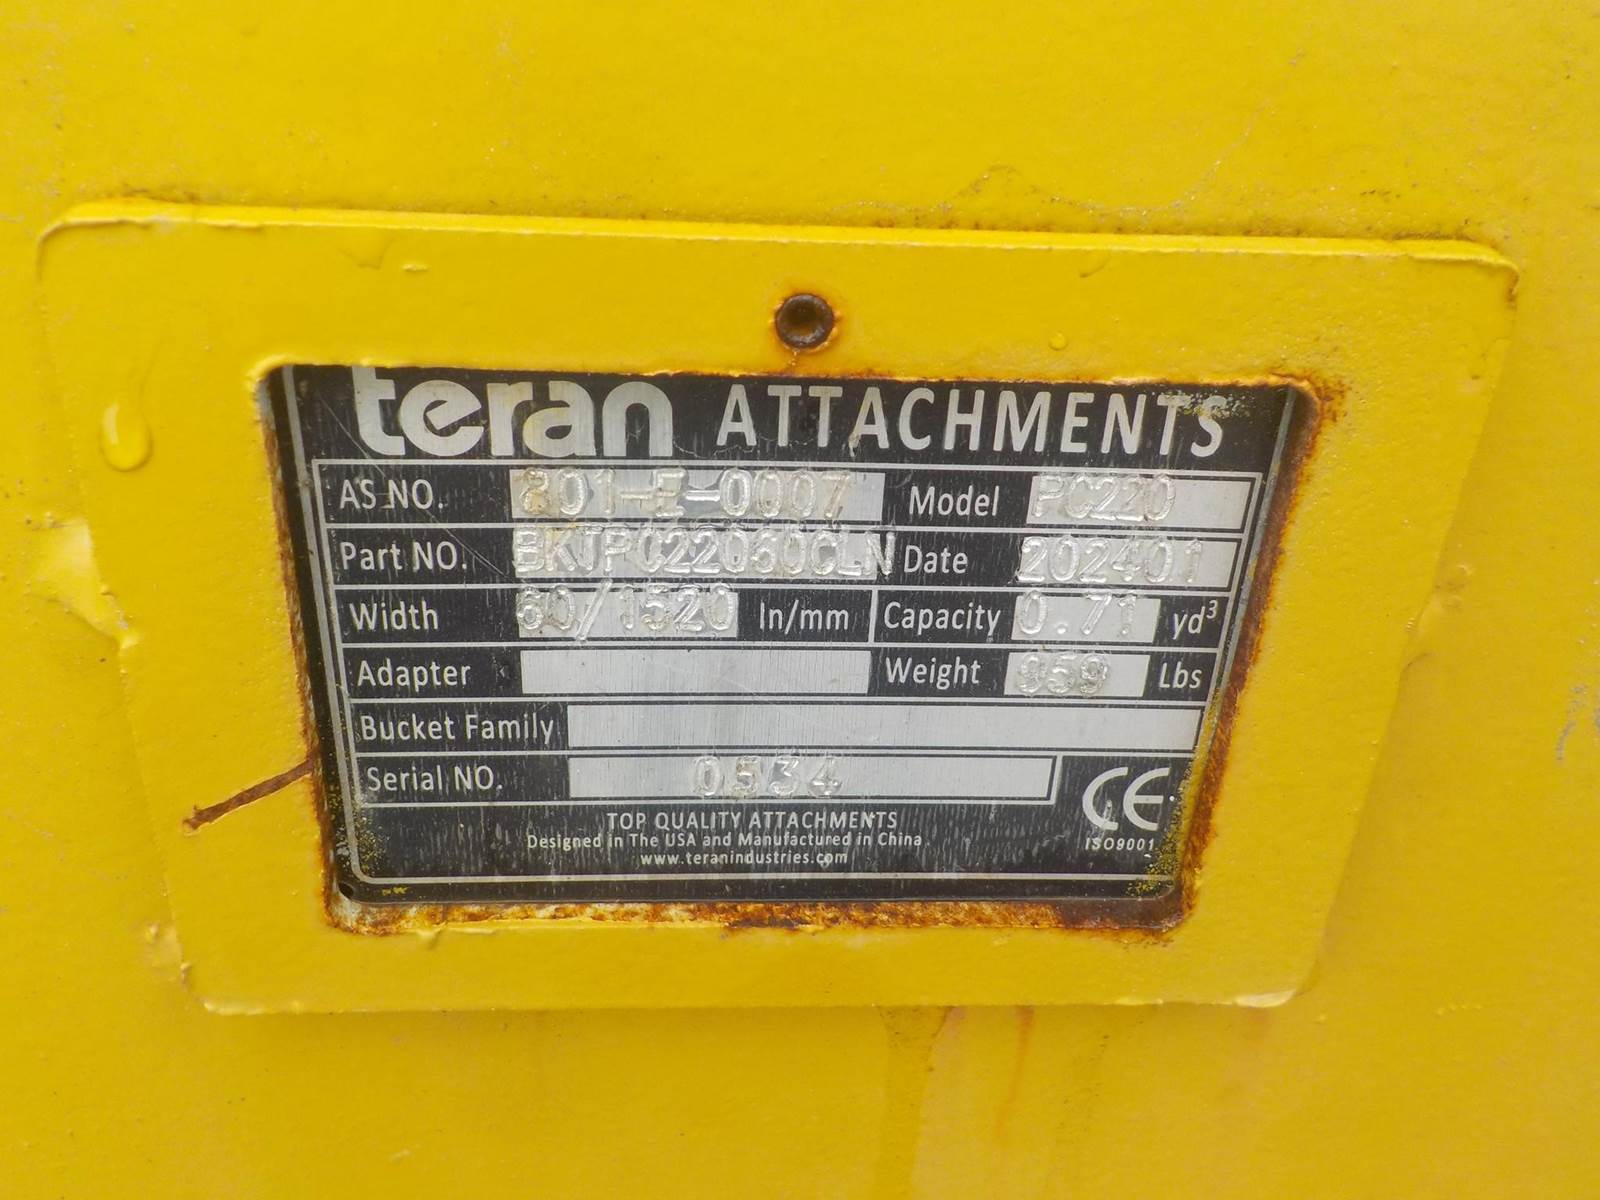 teran ATTACHMENTS
AS NO. 801-E-0007 Model PC220
Part NO. BKTPC22060CLN Date 202401
Width 60/1520 In/mm Capacity 0.71 yd³
Adapter Weight 959 Lbs
Bucket Family
Serial NO. 0534
CE
ISO9001
TOP QUALITY ATTACHMENTS
Designed in The USA and Manufactured in China
www.teranindustries.com